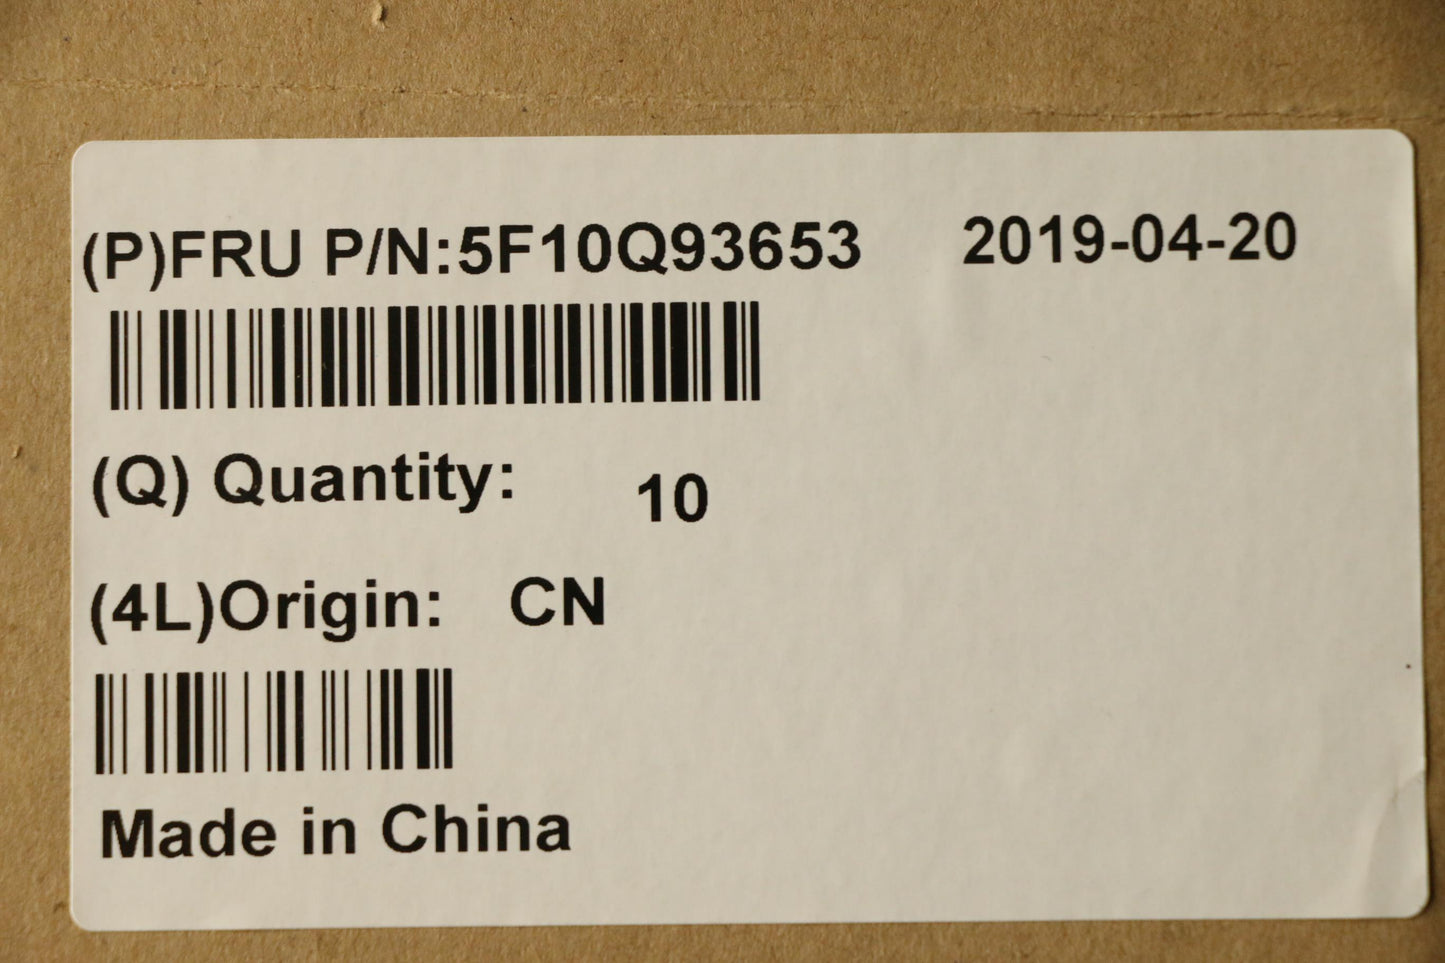 (P)FRU P/N:5F10Q93653 2019-04-20
(Q) Quantity: 10
(4L)Origin: CN
Made in China